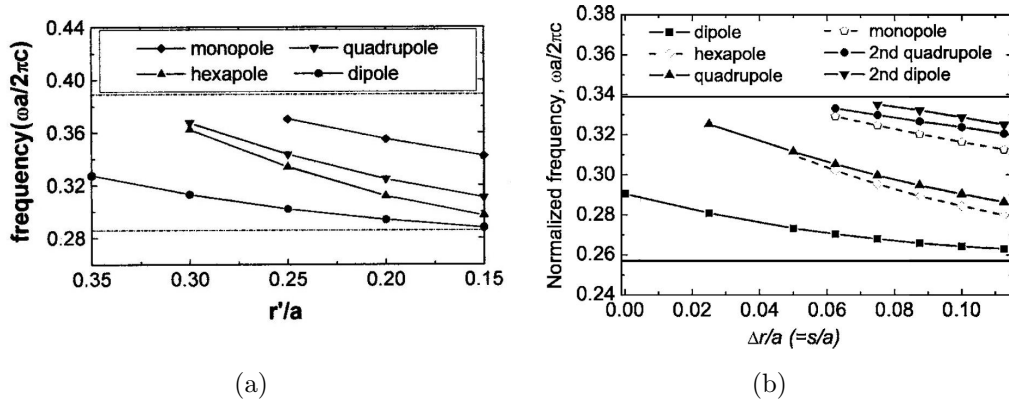 0.44
0.40
0.36
0.32
0.28
frequency(ωa/2πc)
monopole quadrupole
hexapole dipole
0.35 0.30 0.25 0.20 0.15
r'/a
(a)
0.38
0.36
0.34
0.32
0.30
0.28
0.26
0.24
Normalized frequency, ωa/2πc
dipole monopole
hexapole 2nd quadrupole
quadrupole 2nd dipole
0.00 0.02 0.04 0.06 0.08 0.10
Δr/a (=s/a)
(b)